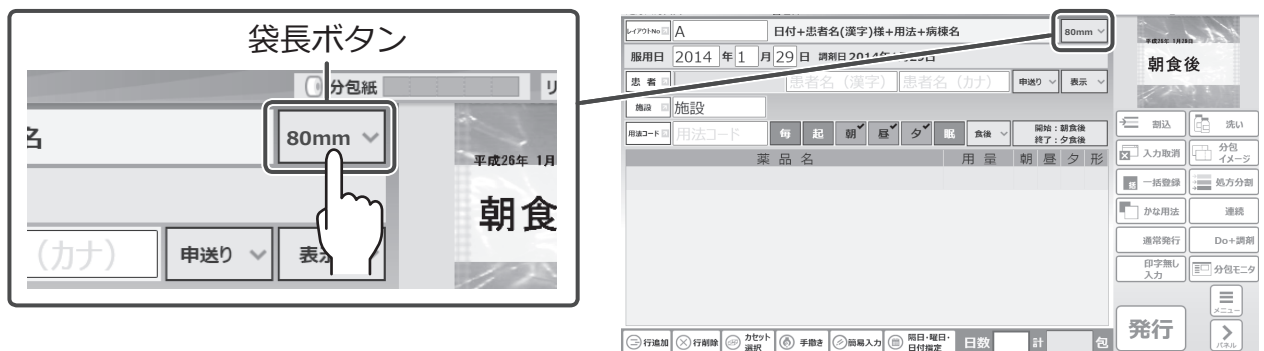 袋長ボタン
分包紙
リ
名
80mm
平成26年 1月
朝食
(カナ)
申送り
表示
レイアウトNo
A
日付+患者名(漢字)様+用法+病棟名
80mm
服用日 2014 年 1 月 29 日 調剤日 2014年
患者
患者名（漢字）
患者名（カナ）
申送り
表示
施設
施設
用法コード
用法コード
毎 起 朝 昼 夕 眠
食後
開始：朝食後
終了：夕食後
薬品名 用量 朝 昼 夕 形
朝食後
割込
洗い
入力取消
分包
イメージ
一括登録
処方分割
かな用法
連続
通常発行
Do+調剤
印字無し
入力
分包モニタ
発行
メニュー
パネル
行追加
行削除
カセット
選択
手撒き
簡易入力
隔日・曜日・
日付指定
日数
計
包